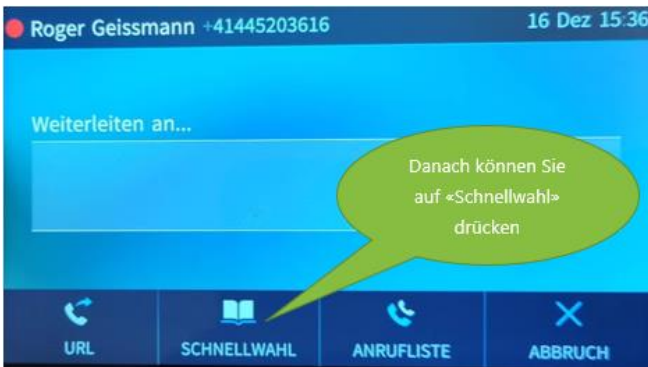 Roger Geissmann +41445203616
16 Dez 15:36
Weiterleiten an...
Danach können Sie
auf «Schnellwahl»
drücken
URL
SCHNELLWAHL
ANRUFLISTE
ABBRUCH